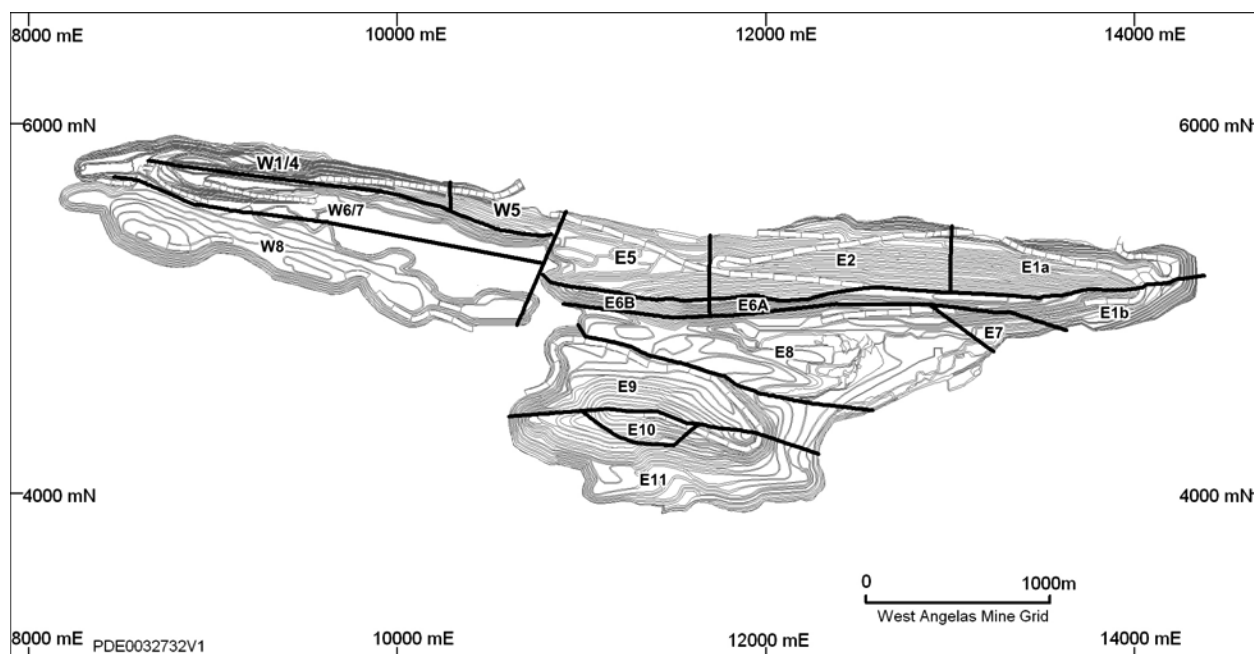 8000 mE 10000 mE 12000 mE 14000 mE
6000 mN 6000 mN
W1/4
W5
W6/7
W8
E5
E2
E1a
E6B
E6A
E1b
E7
E8
E9
E10
E11
4000 mN 4000 mN
0 1000m
West Angelas Mine Grid
8000 mE 10000 mE 12000 mE 14000 mE
PDE0032732V1